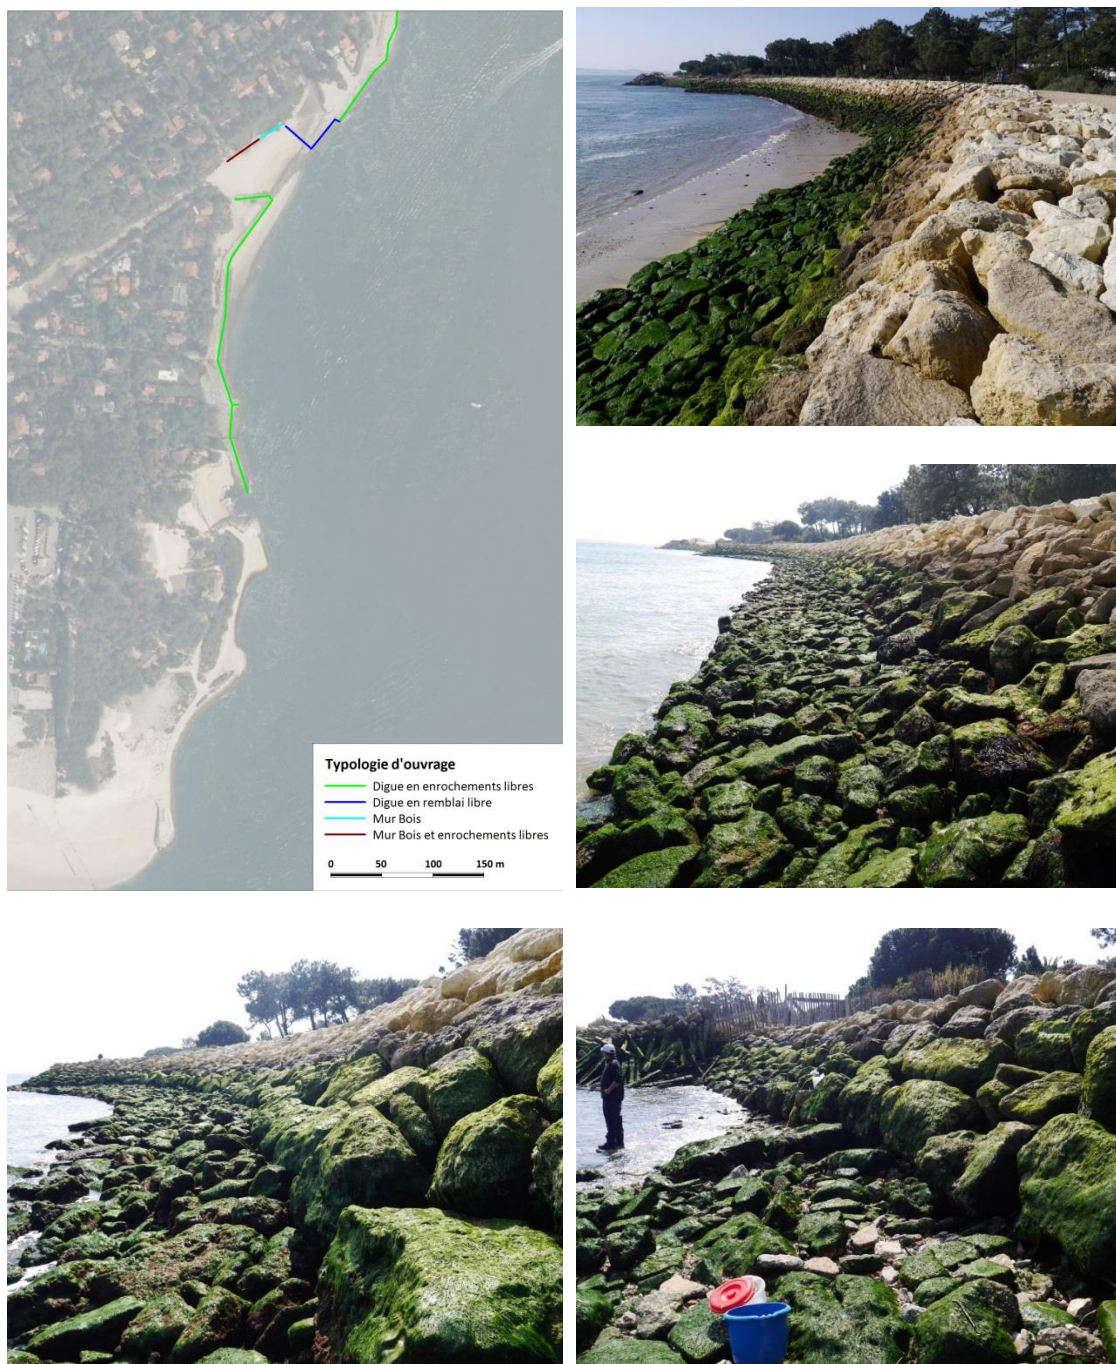 Typologie d'ouvrage
Digue en enrochements libres
Digue en remblai libre
Mur Bois
Mur Bois et enrochements libres
0 50 100 150 m